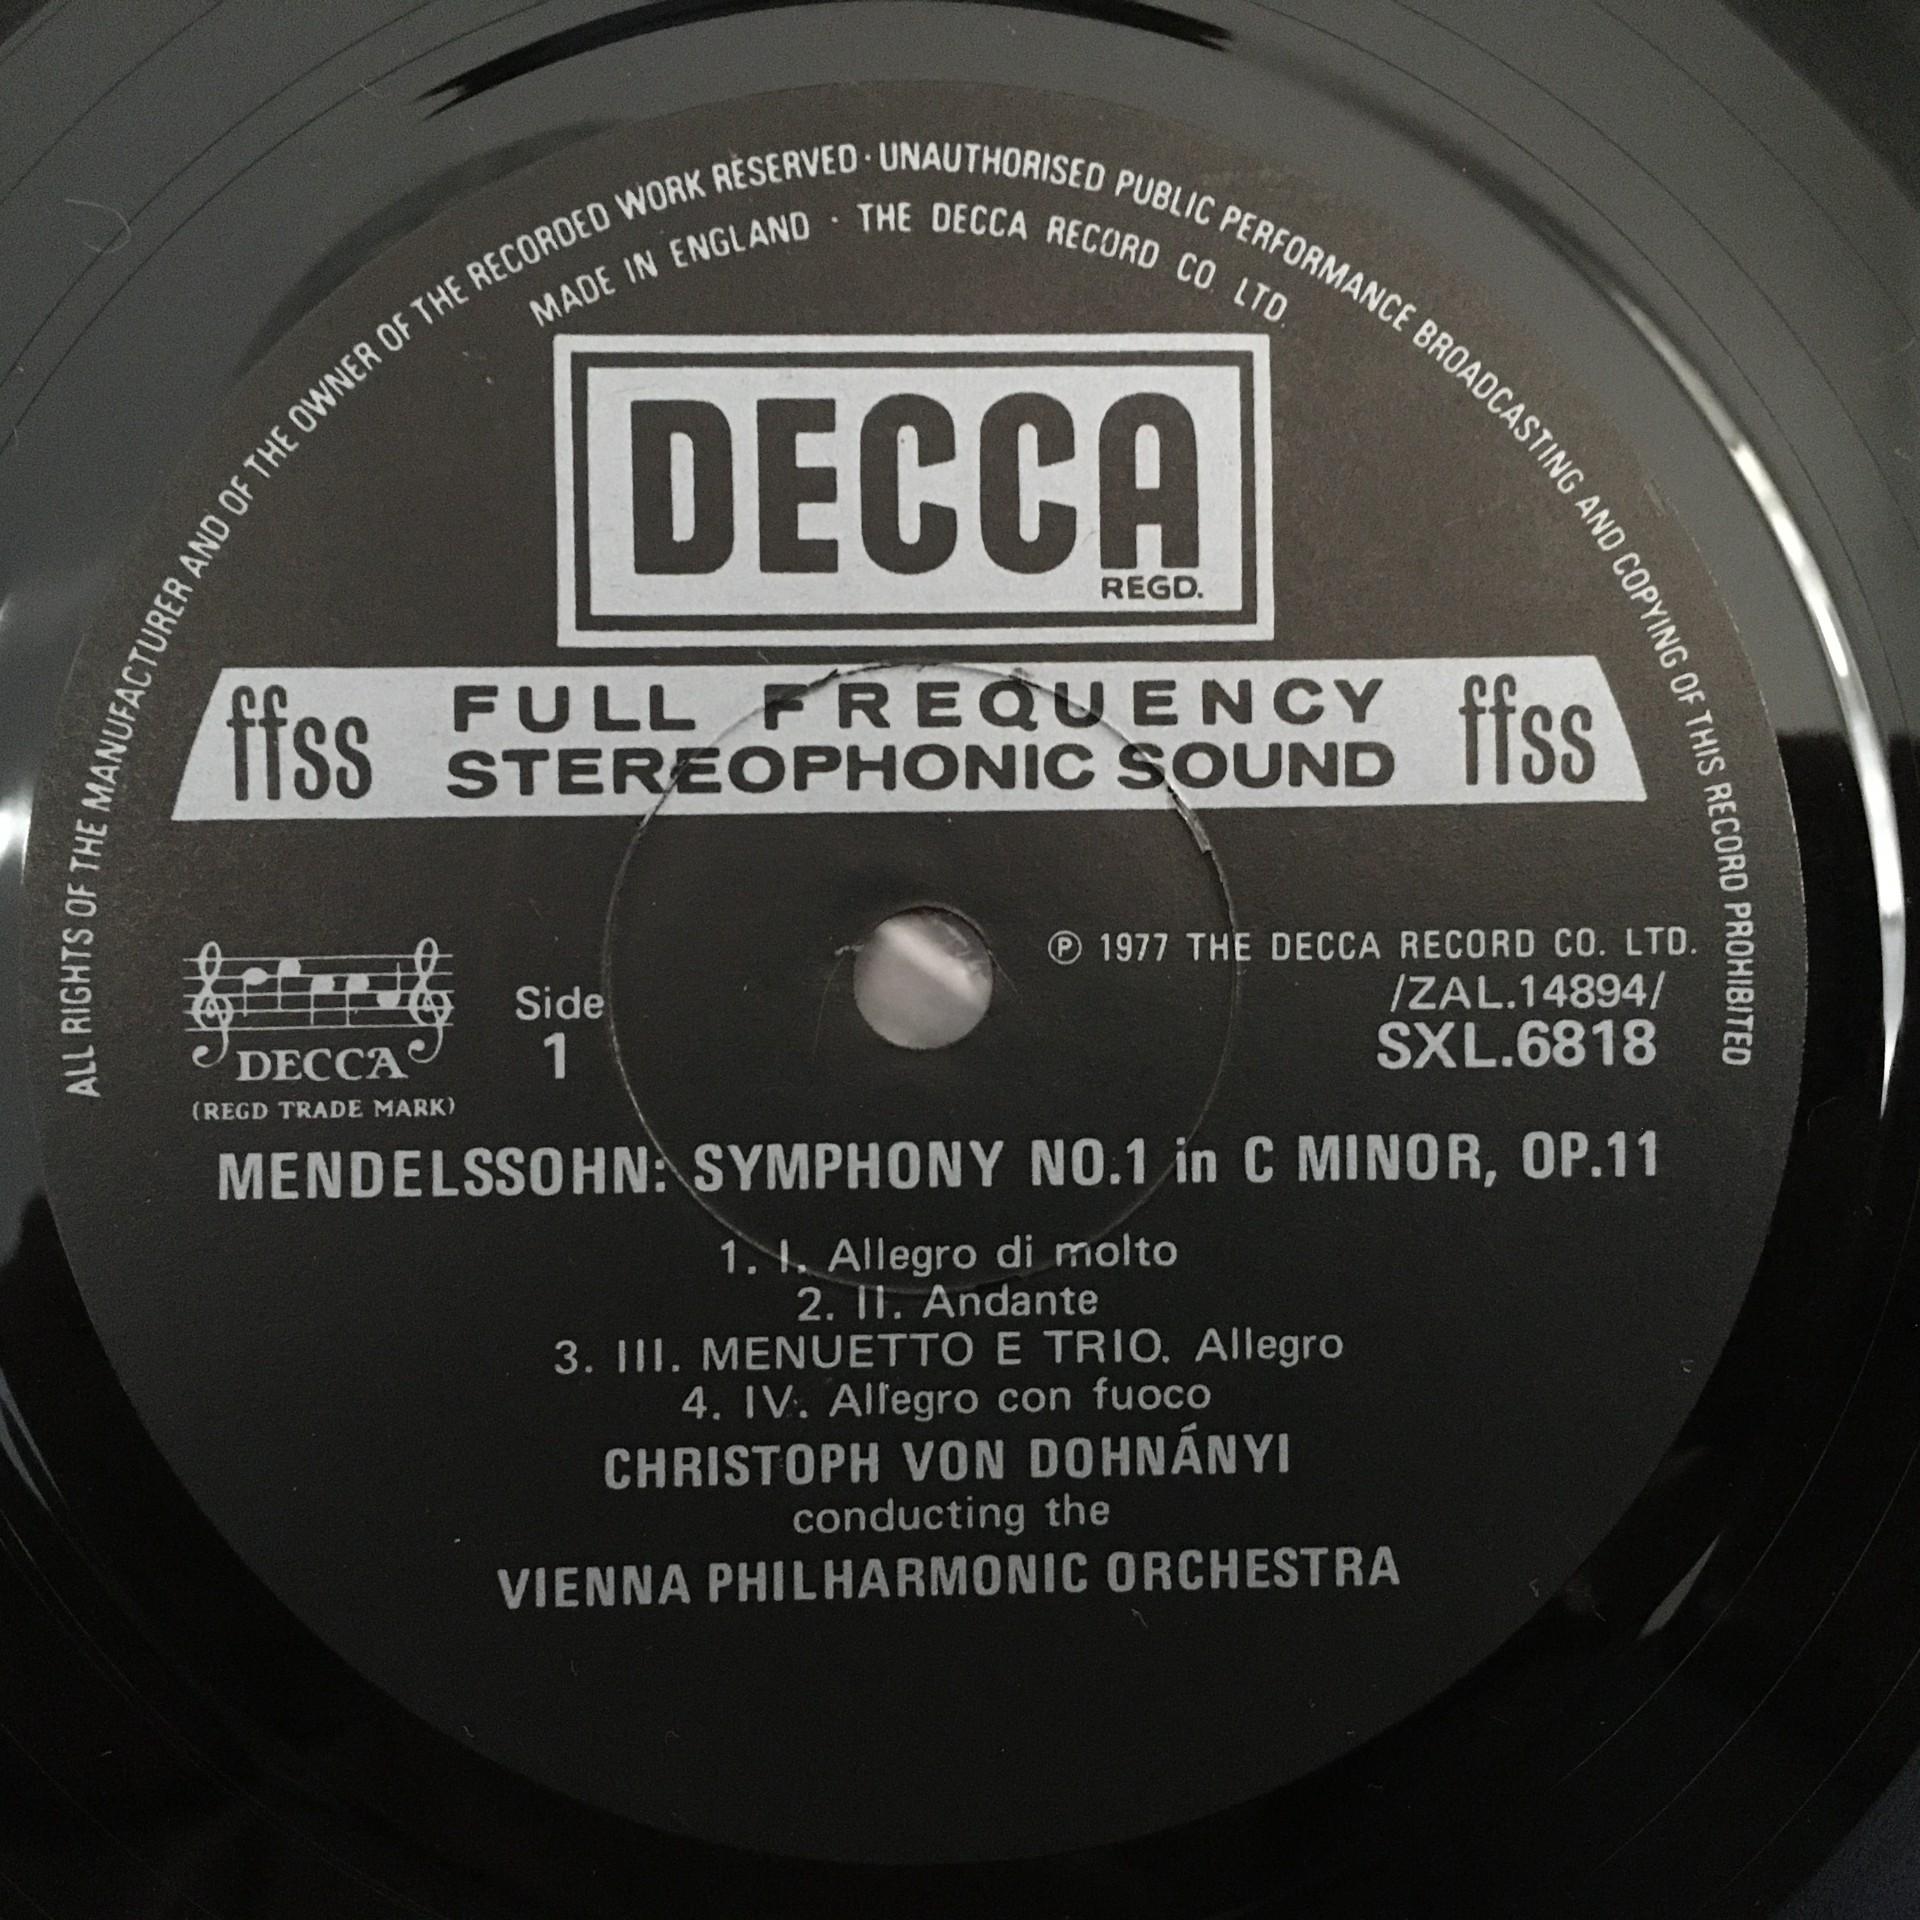 ALL RIGHTS OF THE MANUFACTURER AND OF THE OWNER OF THE RECORDED WORK RESERVED · UNAUTHORISED PUBLIC PERFORMANCE BROADCASTING AND COPYING OF THIS RECORD PROHIBITED
MADE IN ENGLAND · THE DECCA RECORD CO. LTD.
DECCA
REGD.
ffss FULL FREQUENCY STEREOPHONIC SOUND ffss
Ⓟ 1977 THE DECCA RECORD CO. LTD.
/ZAL.14894/
SXL.6818
Side
1
DECCA
(REGD TRADE MARK)
MENDELSSOHN: SYMPHONY NO.1 in C MINOR, OP.11
1. I. Allegro di molto
2. II. Andante
3. III. MENUETTO E TRIO. Allegro
4. IV. Allegro con fuoco
CHRISTOPH VON DOHNÁNYI
conducting the
VIENNA PHILHARMONIC ORCHESTRA